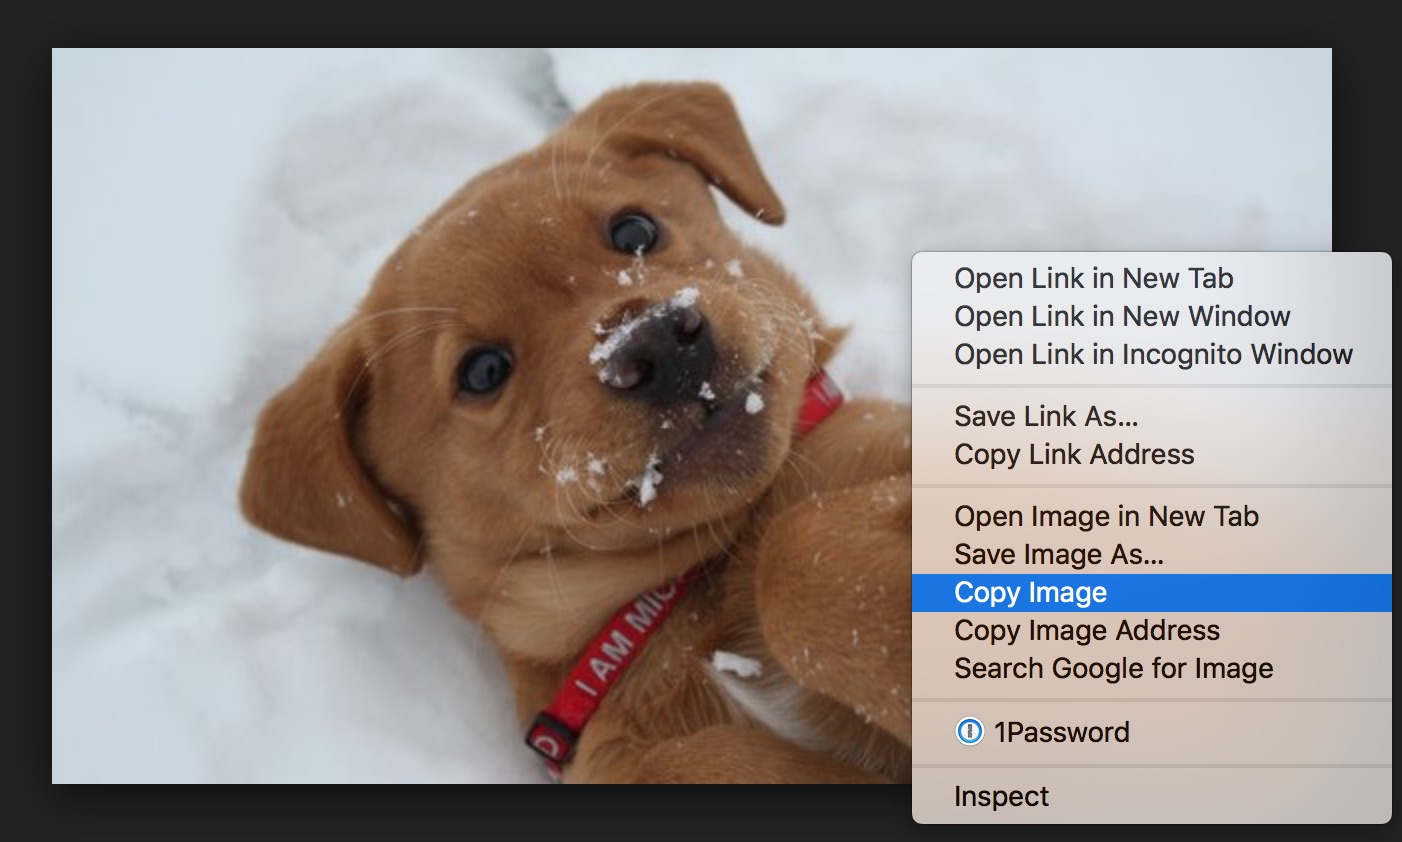 Open Link in New Tab
Open Link in New Window
Open Link in Incognito Window
Save Link As...
Copy Link Address
Open Image in New Tab
Save Image As...
Copy Image
Copy Image Address
Search Google for Image
1Password
Inspect
I AM